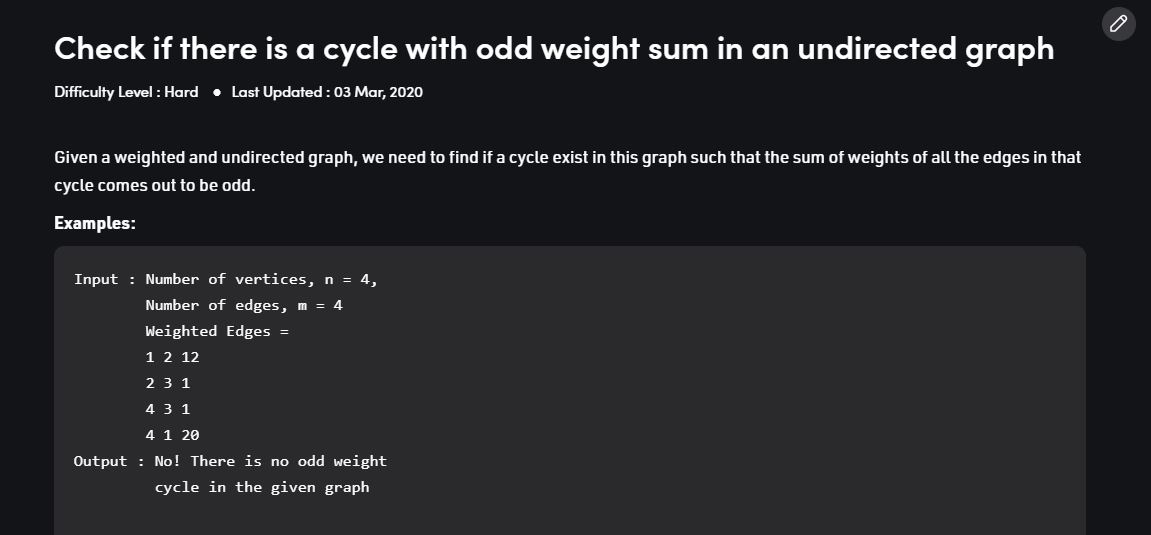 Check if there is a cycle with odd weight sum in an undirected graph
Difficulty Level : Hard • Last Updated : 03 Mar, 2020
Given a weighted and undirected graph, we need to find if a cycle exist in this graph such that the sum of weights of all the edges in that
cycle comes out to be odd.
Examples:
Input : Number of vertices, n = 4,
Number of edges, m = 4
Weighted Edges =
1 2 12
2 3 1
4 3 1
4 1 20
Output : No! There is no odd weight
cycle in the given graph